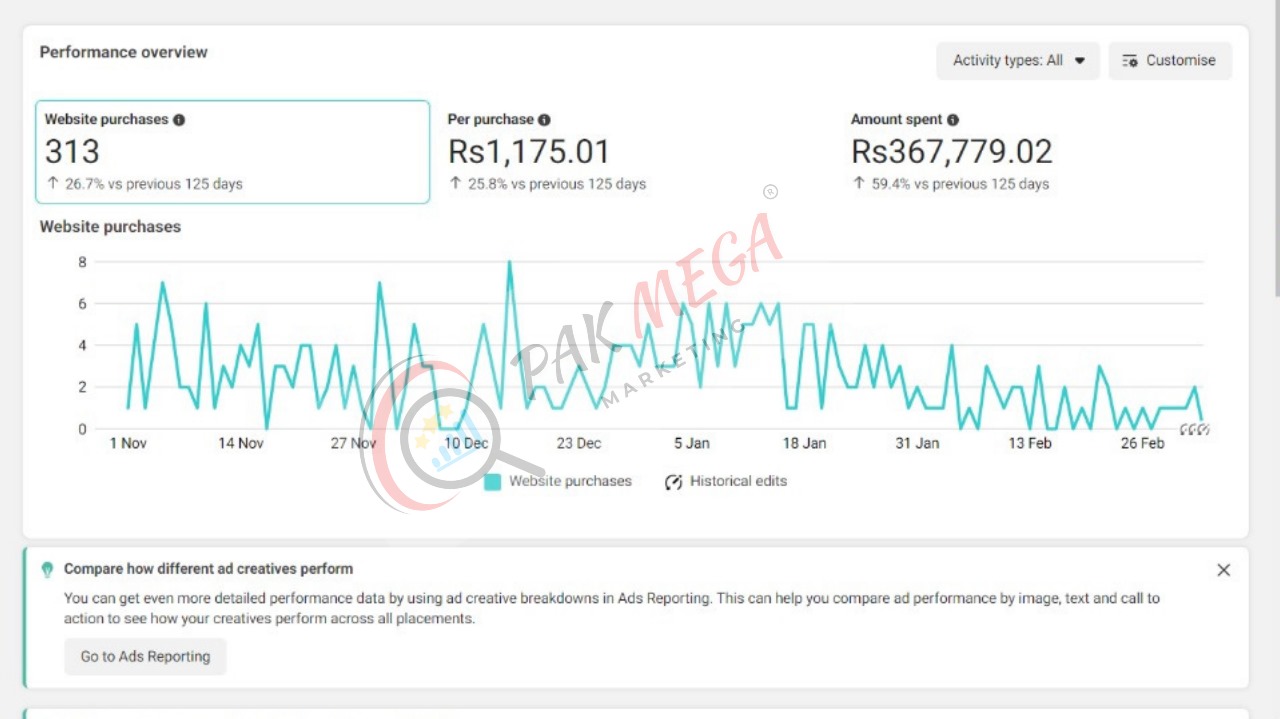 Performance overview
Activity types: All
Customise
Website purchases
313
↑ 26.7% vs previous 125 days
Per purchase
Rs1,175.01
↑ 25.8% vs previous 125 days
Amount spent
Rs367,779.02
↑ 59.4% vs previous 125 days
®
Website purchases
8
6
4
2
0
PAK MEGA
MARKETING
1 Nov 14 Nov 27 Nov 10 Dec 23 Dec 5 Jan 18 Jan 31 Jan 13 Feb 26 Feb
Website purchases Historical edits
Compare how different ad creatives perform
You can get even more detailed performance data by using ad creative breakdowns in Ads Reporting. This can help you compare ad performance by image, text and call to
action to see how your creatives perform across all placements.
Go to Ads Reporting